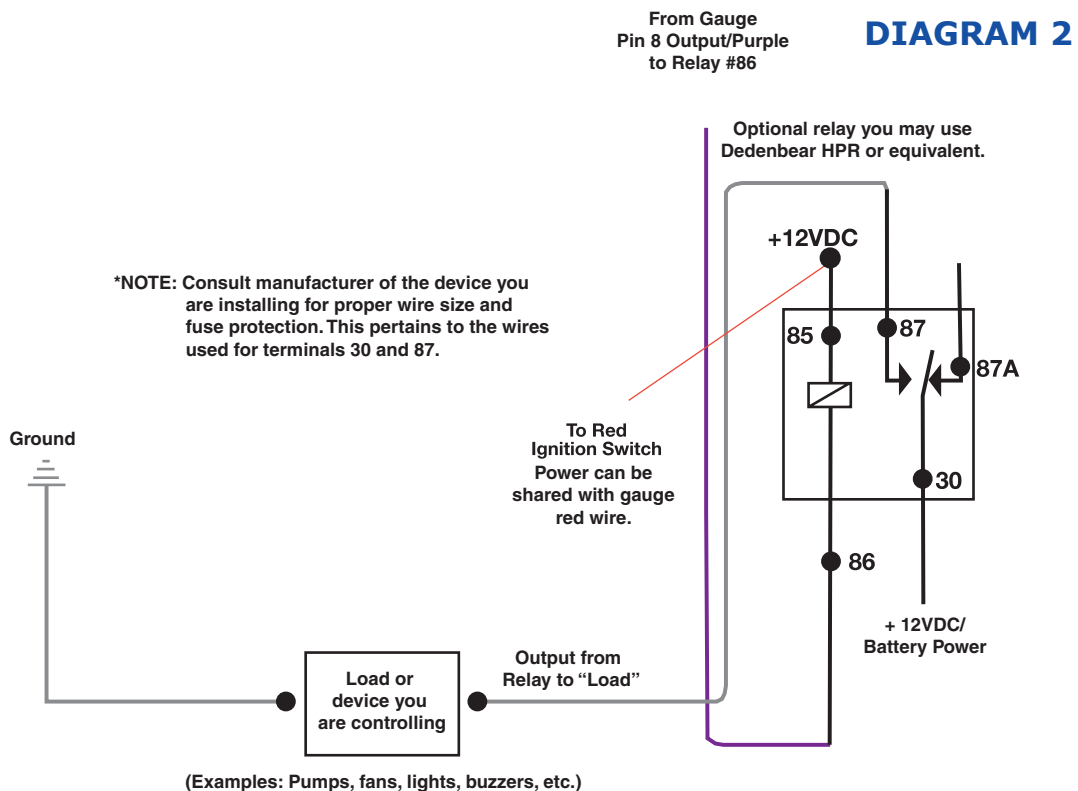 From Gauge
Pin 8 Output/Purple
to Relay #86
DIAGRAM 2
Optional relay you may use
Dedenbear HPR or equivalent.
+12VDC
*NOTE: Consult manufacturer of the device you
are installing for proper wire size and
fuse protection. This pertains to the wires
used for terminals 30 and 87.
85
87
87A
To Red
Ignition Switch
Power can be
shared with gauge
red wire.
Ground
30
86
+ 12VDC/
Battery Power
Load or
device you
are controlling
Output from
Relay to “Load”
(Examples: Pumps, fans, lights, buzzers, etc.)